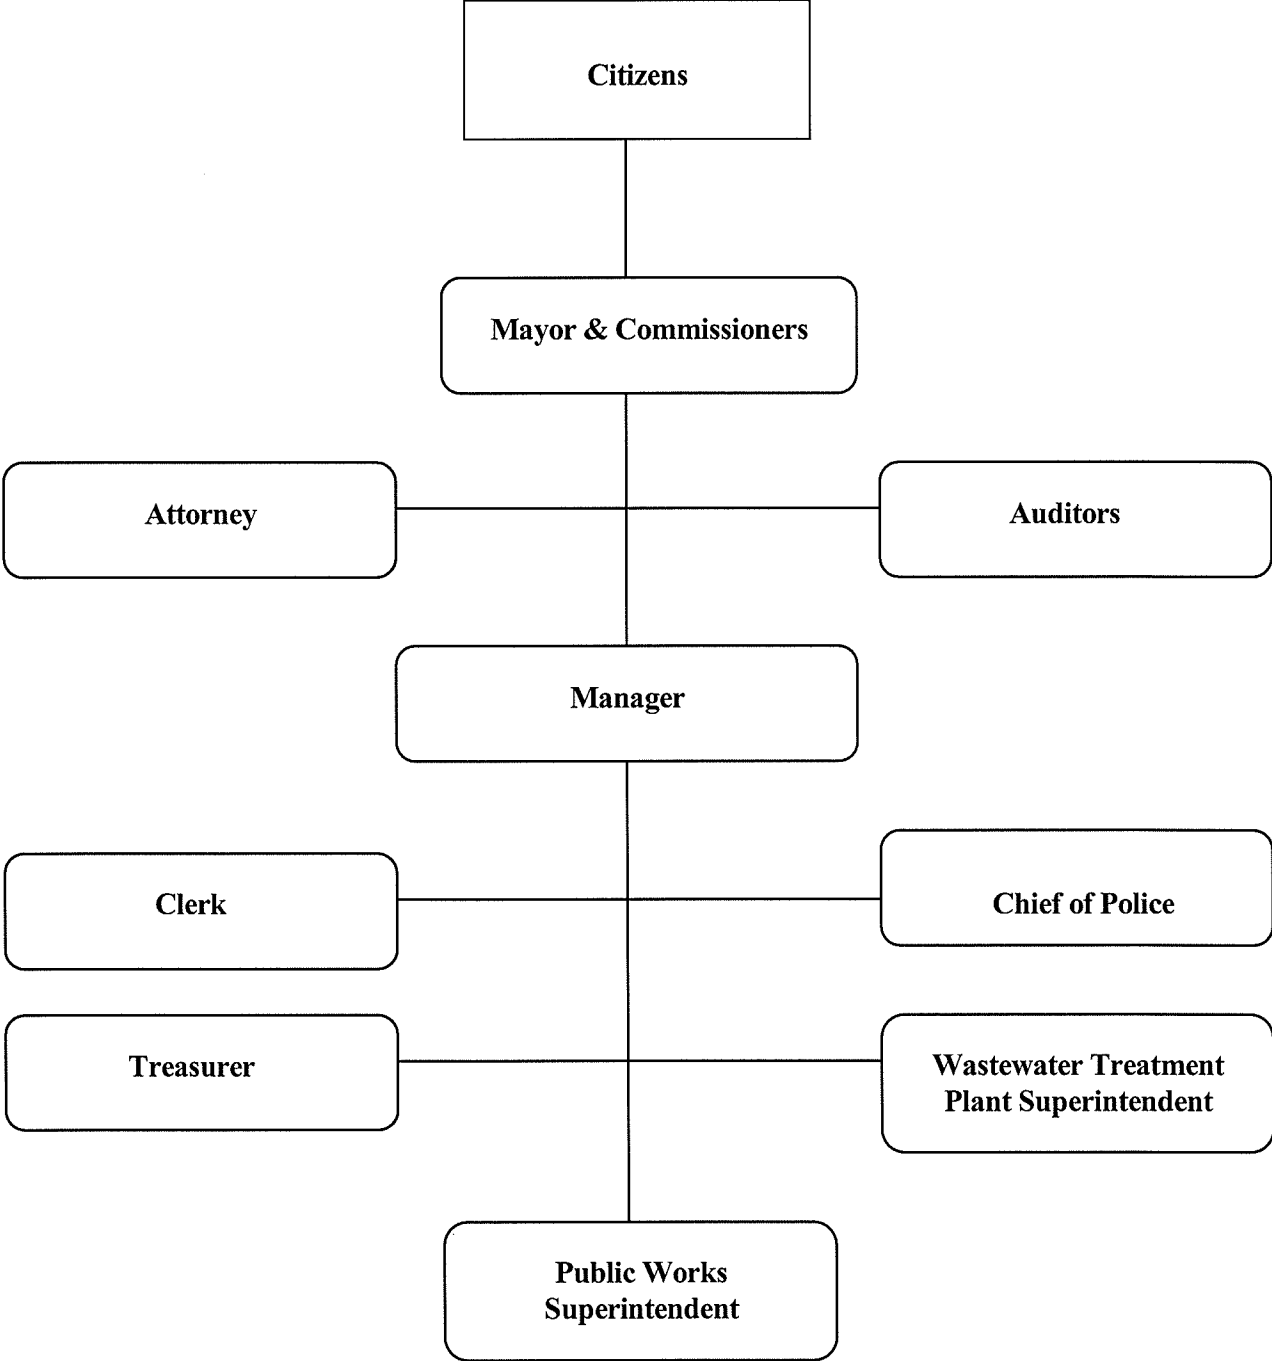 Citizens
Mayor & Commissioners
Attorney
Auditors
Manager
Clerk
Chief of Police
Treasurer
Wastewater Treatment
Plant Superintendent
Public Works
Superintendent